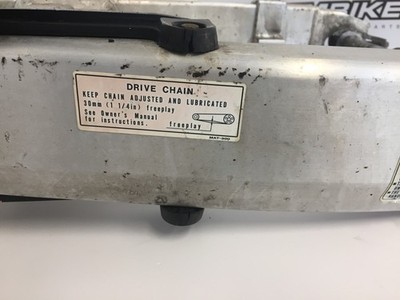 DRIVE CHAIN
KEEP CHAIN ADJUSTED AND LUBRICATED
30mm (1 1/4in) freeplay
See Owner's Manual
for instructions.
freeplay